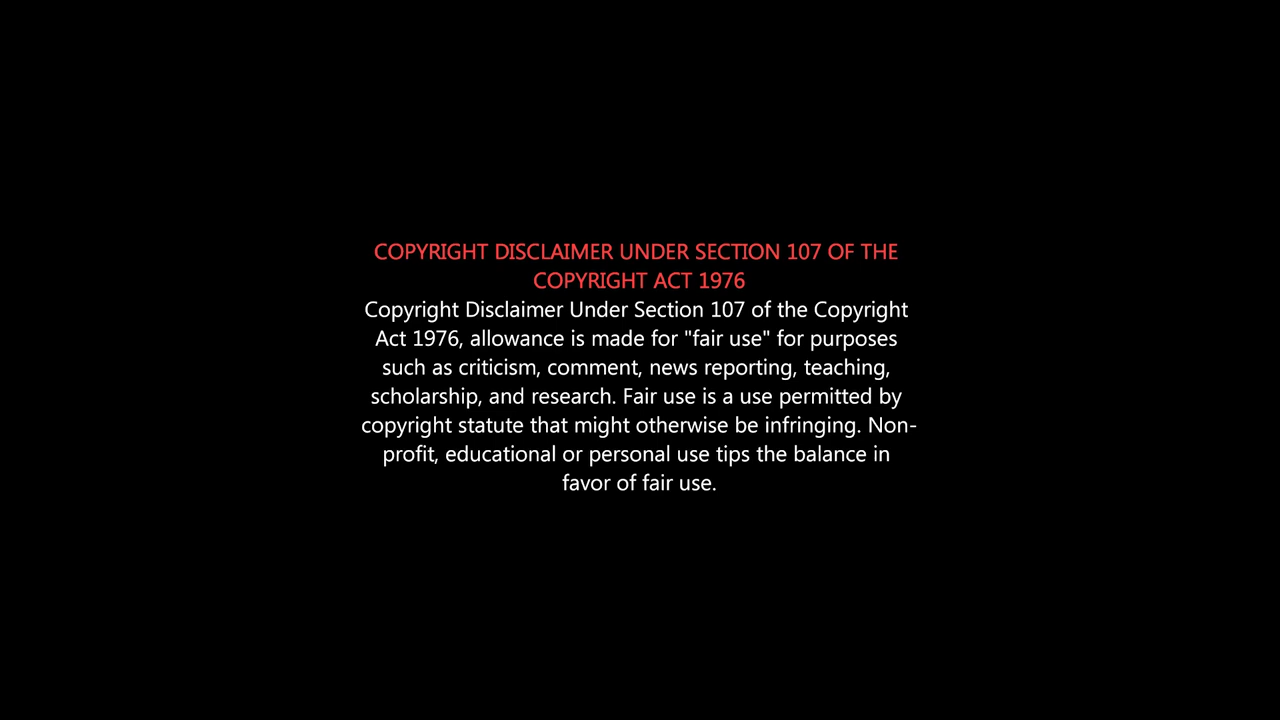 COPYRIGHT DISCLAIMER UNDER SECTION 107 OF THE
COPYRIGHT ACT 1976
Copyright Disclaimer Under Section 107 of the Copyright
Act 1976, allowance is made for "fair use" for purposes
such as criticism, comment, news reporting, teaching,
scholarship, and research. Fair use is a use permitted by
copyright statute that might otherwise be infringing. Non-
profit, educational or personal use tips the balance in
favor of fair use.